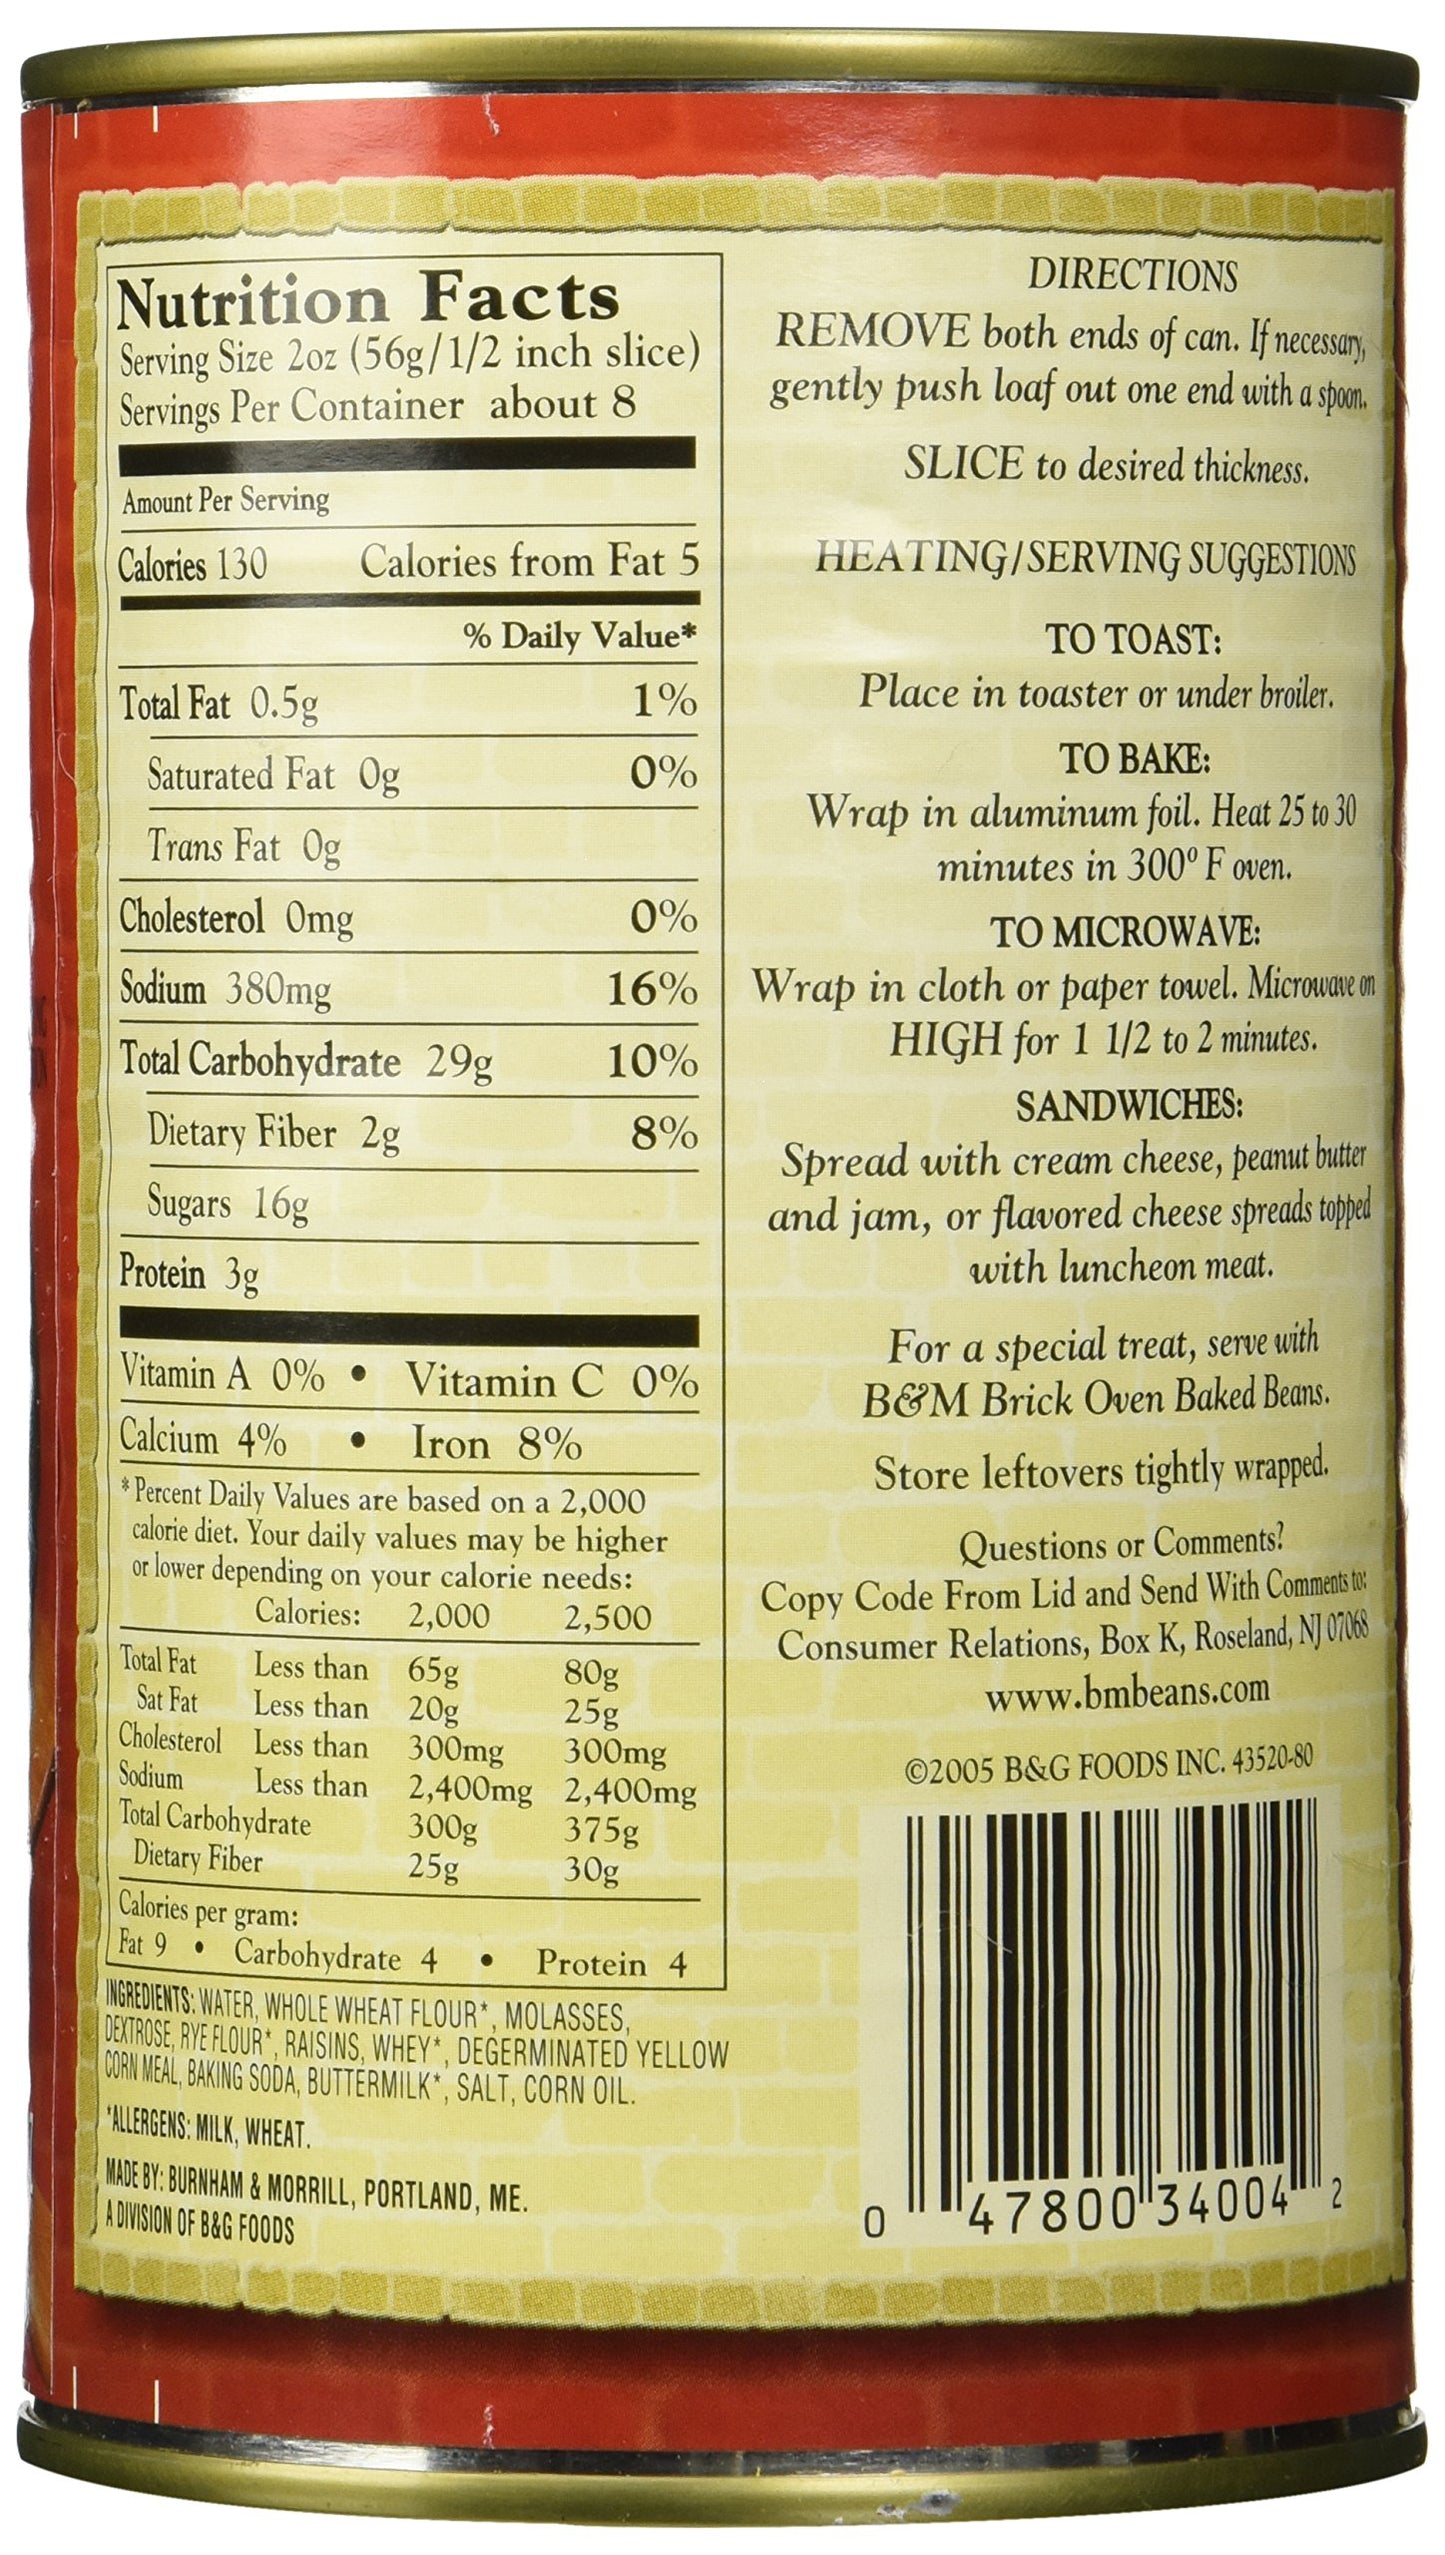 Nutrition Facts
Serving Size 2oz (56g/1/2 inch slice)
Servings Per Container about 8
Amount Per Serving
Calories 130 Calories from Fat 5
% Daily Value*
Total Fat 0.5g 1%
Saturated Fat 0g 0%
Trans Fat 0g
Cholesterol 0mg 0%
Sodium 380mg 16%
Total Carbohydrate 29g 10%
Dietary Fiber 2g 8%
Sugars 16g
Protein 3g
Vitamin A 0% • Vitamin C 0%
Calcium 4% • Iron 8%
*Percent Daily Values are based on a 2,000
calorie diet. Your daily values may be higher
or lower depending on your calorie needs:
Calories: 2,000 2,500
Total Fat Less than 65g 80g
Sat Fat Less than 20g 25g
Cholesterol Less than 300mg 300mg
Sodium Less than 2,400mg 2,400mg
Total Carbohydrate 300g 375g
Dietary Fiber 25g 30g
Calories per gram:
Fat 9 • Carbohydrate 4 • Protein 4
INGREDIENTS: WATER, WHOLE WHEAT FLOUR*, MOLASSES,
DEXTROSE, RYE FLOUR*, RAISINS, WHEY*, DEGERMINATED YELLOW
CORN MEAL, BAKING SODA, BUTTERMILK*, SALT, CORN OIL.
*ALLERGENS: MILK, WHEAT.
MADE BY: BURNHAM & MORRILL, PORTLAND, ME.
A DIVISION OF B&G FOODS
DIRECTIONS
REMOVE both ends of can. If necessary,
gently push loaf out one end with a spoon.
SLICE to desired thickness.
HEATING/SERVING SUGGESTIONS
TO TOAST:
Place in toaster or under broiler.
TO BAKE:
Wrap in aluminum foil. Heat 25 to 30
minutes in 300º F oven.
TO MICROWAVE:
Wrap in cloth or paper towel. Microwave on
HIGH for 1 1/2 to 2 minutes.
SANDWICHES:
Spread with cream cheese, peanut butter
and jam, or flavored cheese spreads topped
with luncheon meat.
For a special treat, serve with
B&M Brick Oven Baked Beans.
Store leftovers tightly wrapped.
Questions or Comments?
Copy Code From Lid and Send With Comments to:
Consumer Relations, Box K, Roseland, NJ 07068
www.bmbeans.com
©2005 B&G FOODS INC. 43520-80
0 47800 34004 2